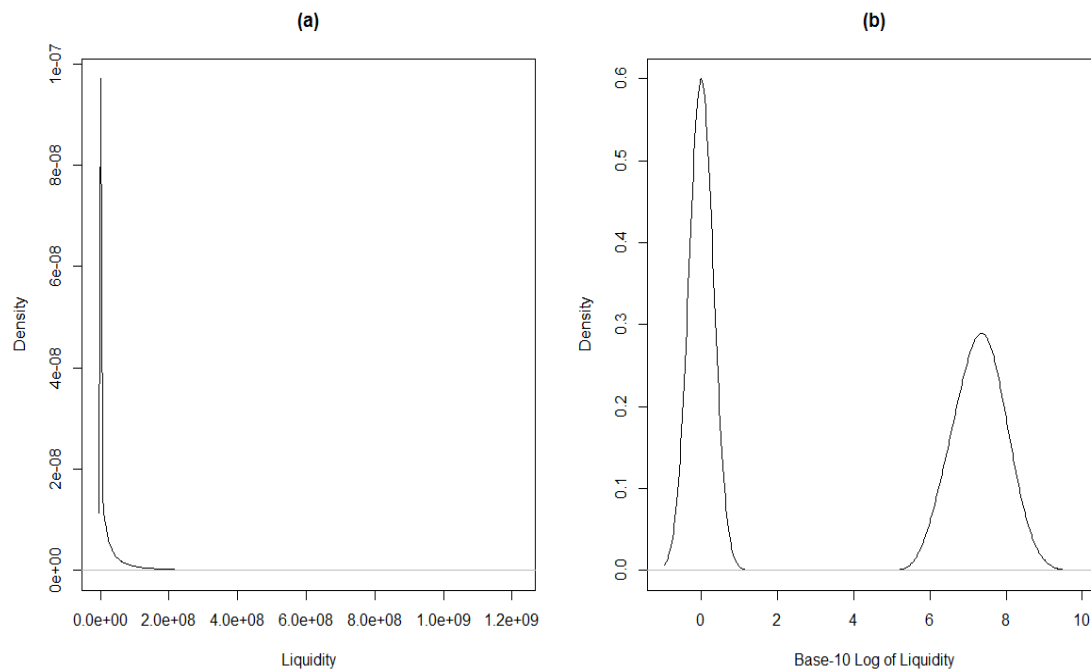 (a)
Density
0e+00
2e-08
4e-08
6e-08
8e-08
1e-07
0.0e+00 2.0e+08 4.0e+08 6.0e+08 8.0e+08 1.0e+09 1.2e+09
Liquidity
(b)
Density
0.0
0.1
0.2
0.3
0.4
0.5
0.6
0 2 4 6 8 10
Base-10 Log of Liquidity